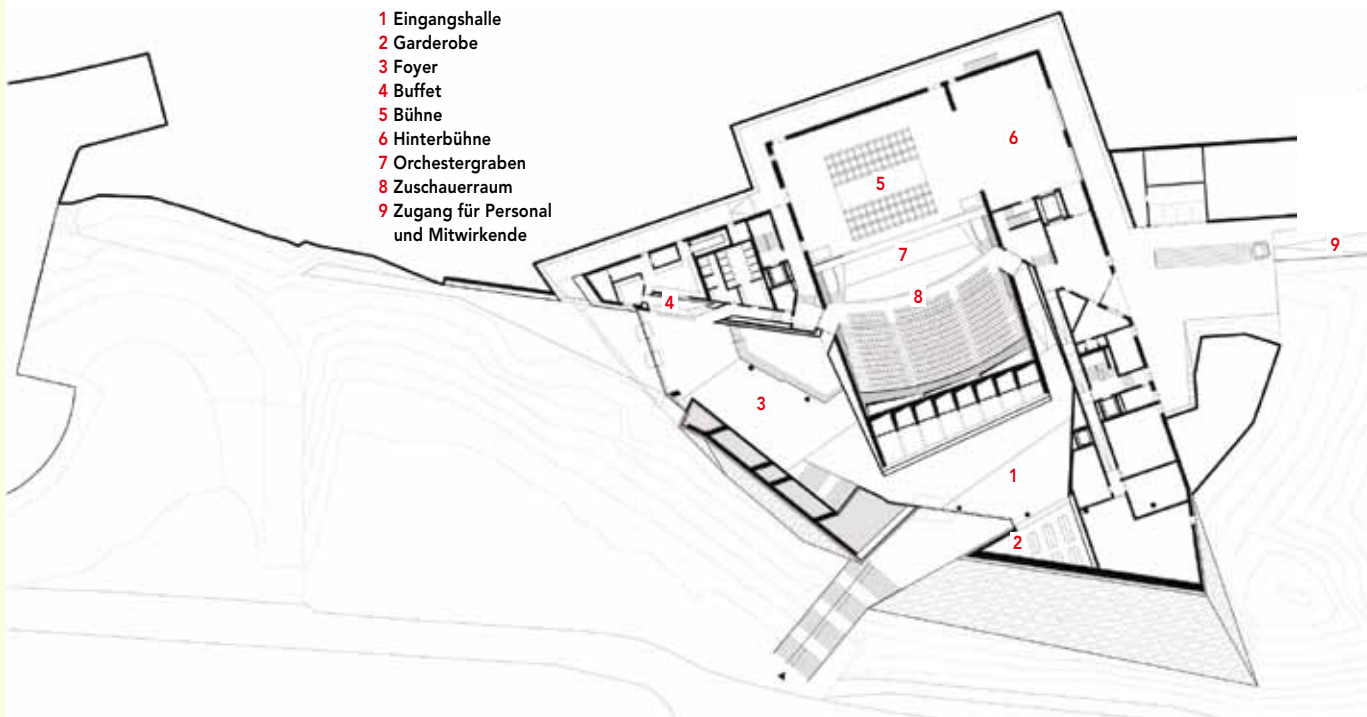 1 Eingangshalle
2 Garderobe
3 Foyer
4 Buffet
5 Bühne
6 Hinterbühne
7 Orchestergraben
8 Zuschauerraum
9 Zugang für Personal
und Mitwirkende
6
5
9
7
8
4
3
1
2